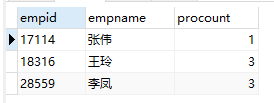 empid empname procount
17114 张伟 1
18316 王玲 3
28559 李凤 3